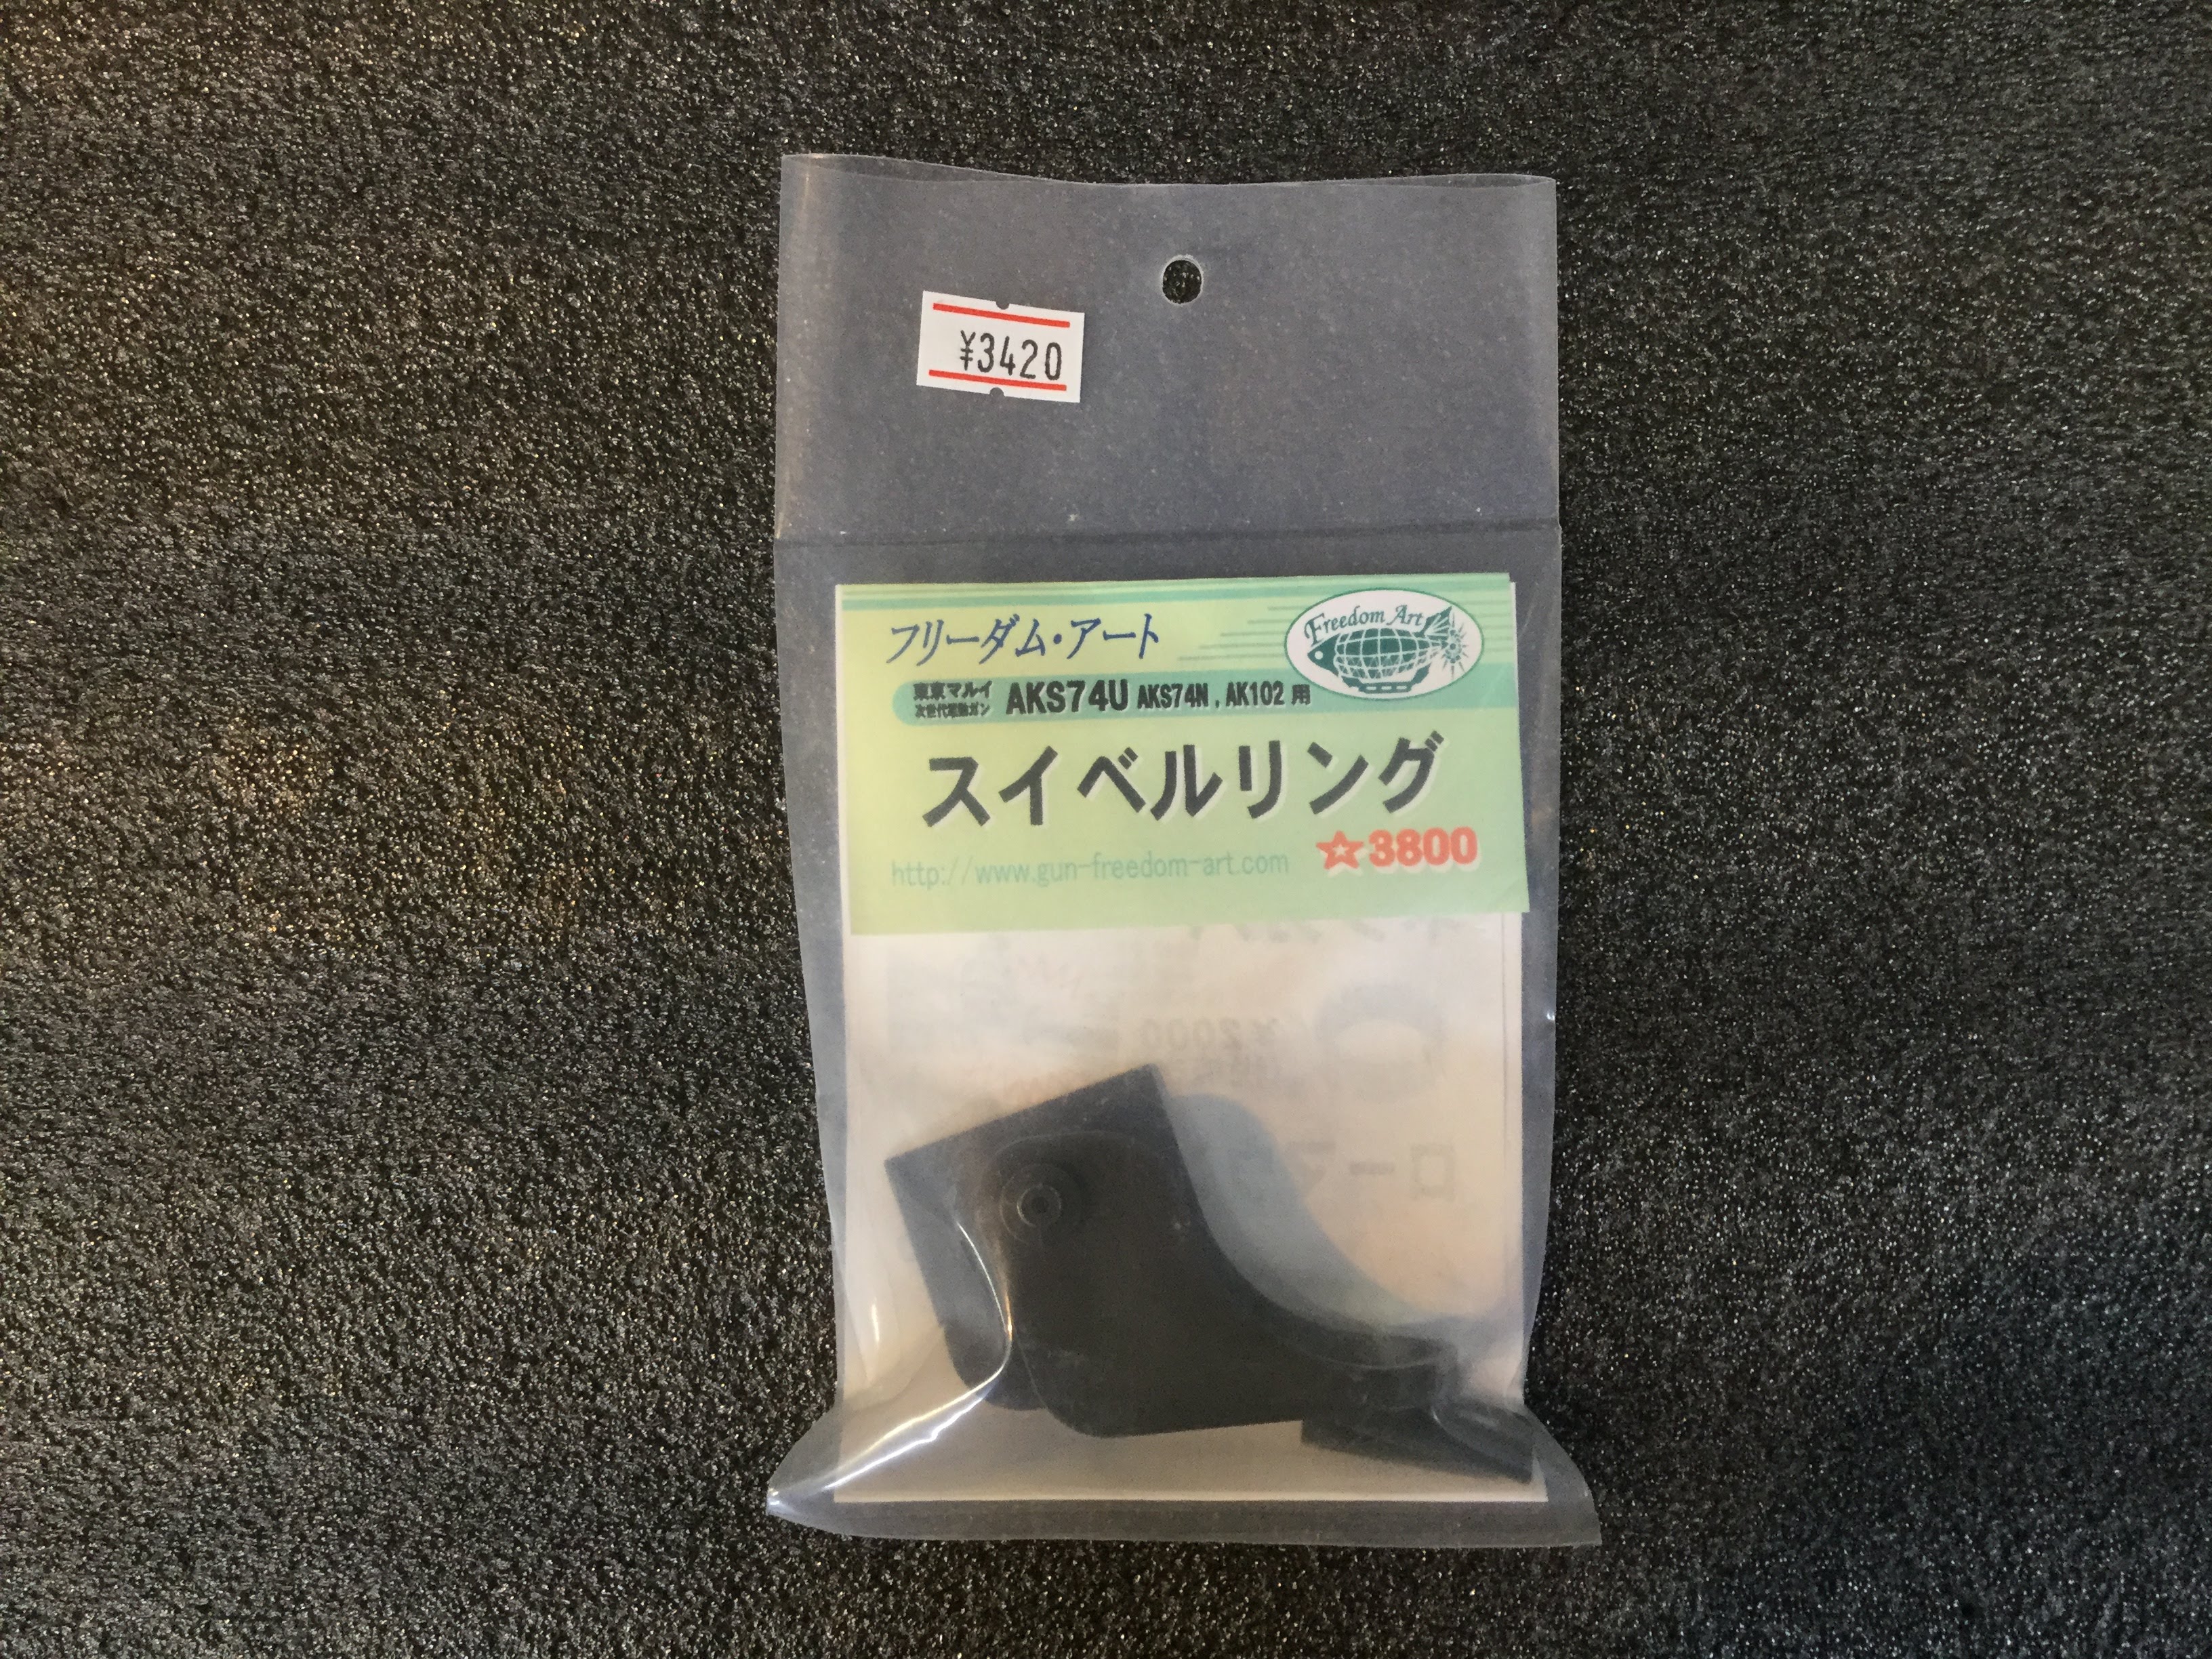 ¥3420
フリーダム・アート
Freedom Art
東京マルイ
次世代電動ガン
AKS74U AKS74N , AK102 用
スイベルリング
☆3800
http://www.gun-freedom-art.com